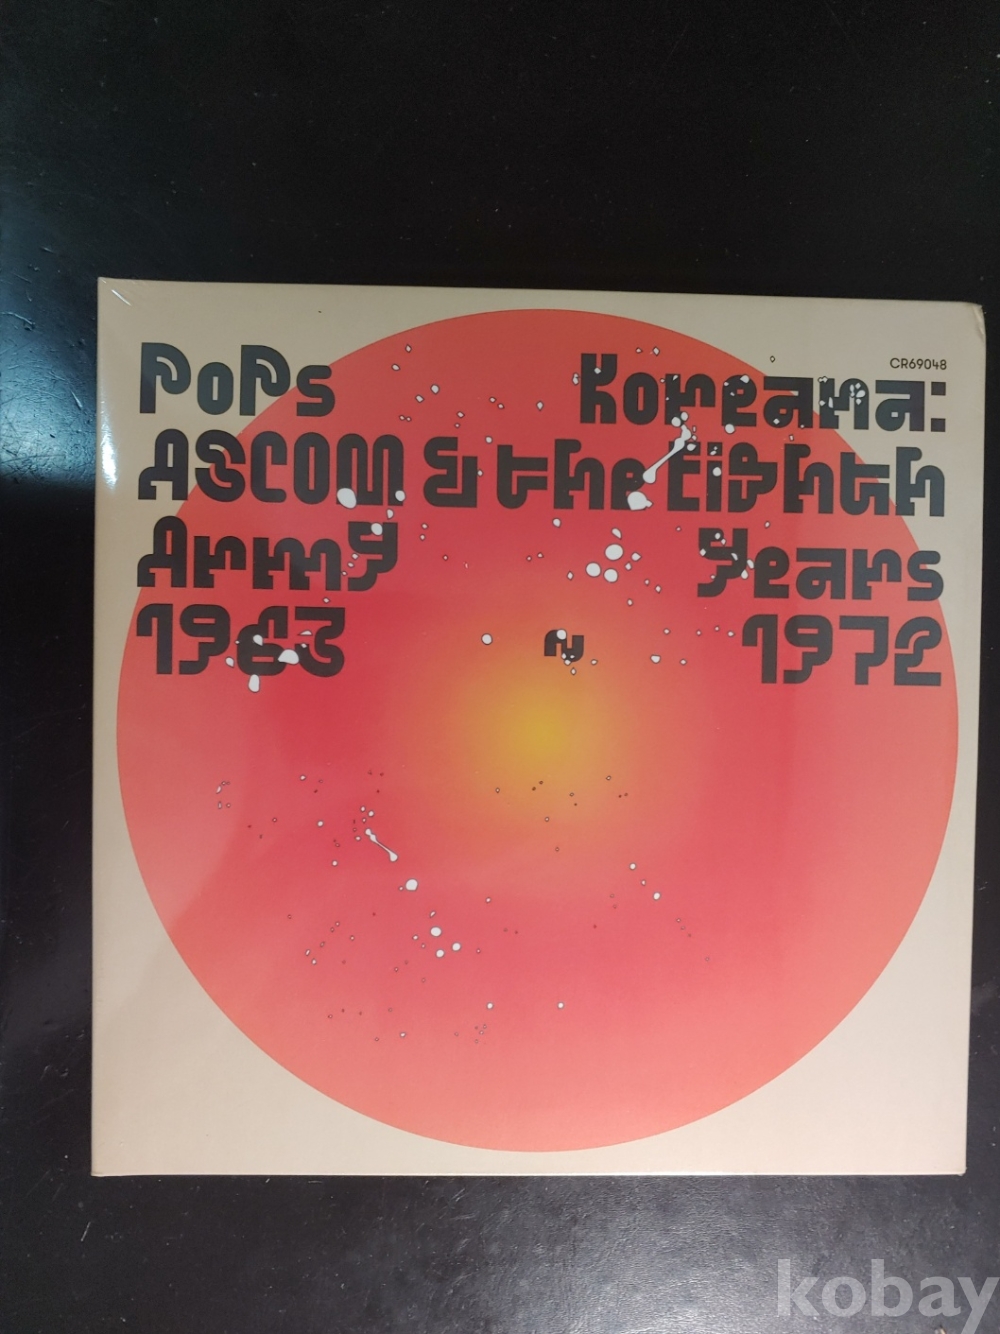 CR69048
Pops Koreana:
ASCOM & the Eighth
Army Years
1963 ~ 1972
kobay